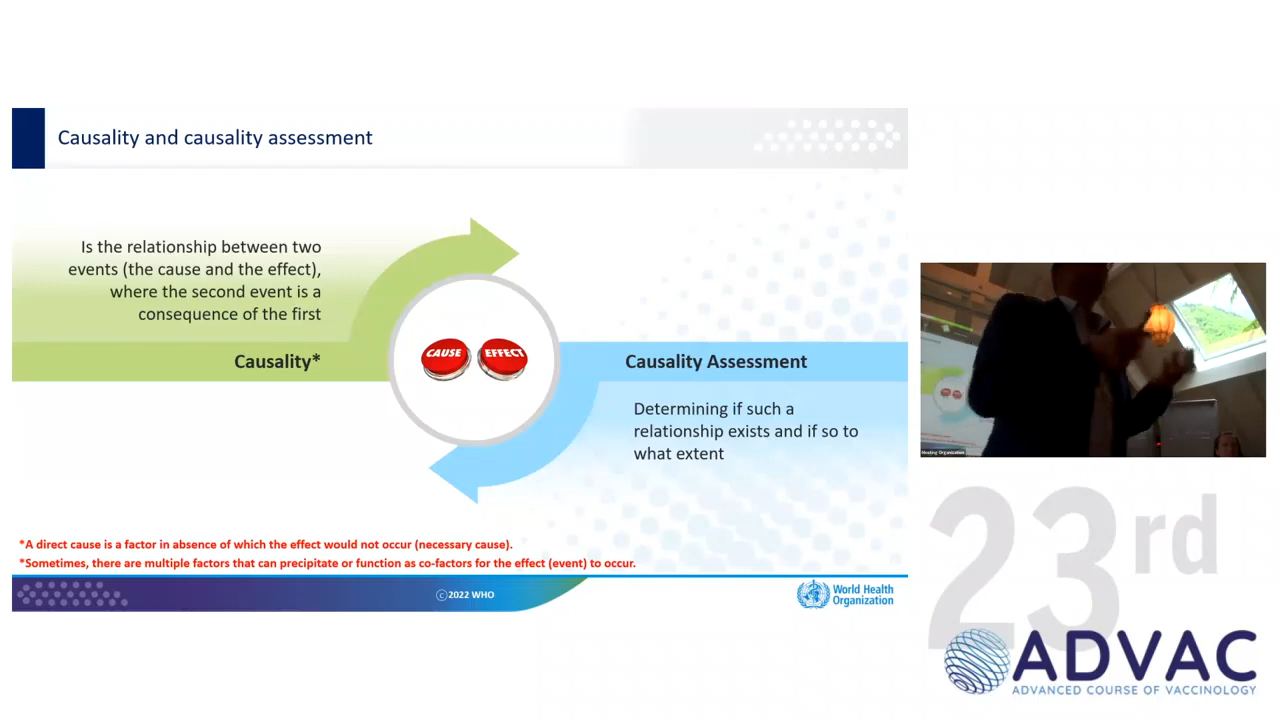 Causality and causality assessment
Is the relationship between two
events (the cause and the effect),
where the second event is a
consequence of the first
Causality*
CAUSE
EFFECT
Causality Assessment
Determining if such a
relationship exists and if so to
what extent
*A direct cause is a factor in absence of which the effect would not occur (necessary cause).
*Sometimes, there are multiple factors that can precipitate or function as co-factors for the effect (event) to occur.
©2022 WHO
World Health
Organization
Meeting Organization
23rd
ADVAC
ADVANCED COURSE OF VACCINOLOGY